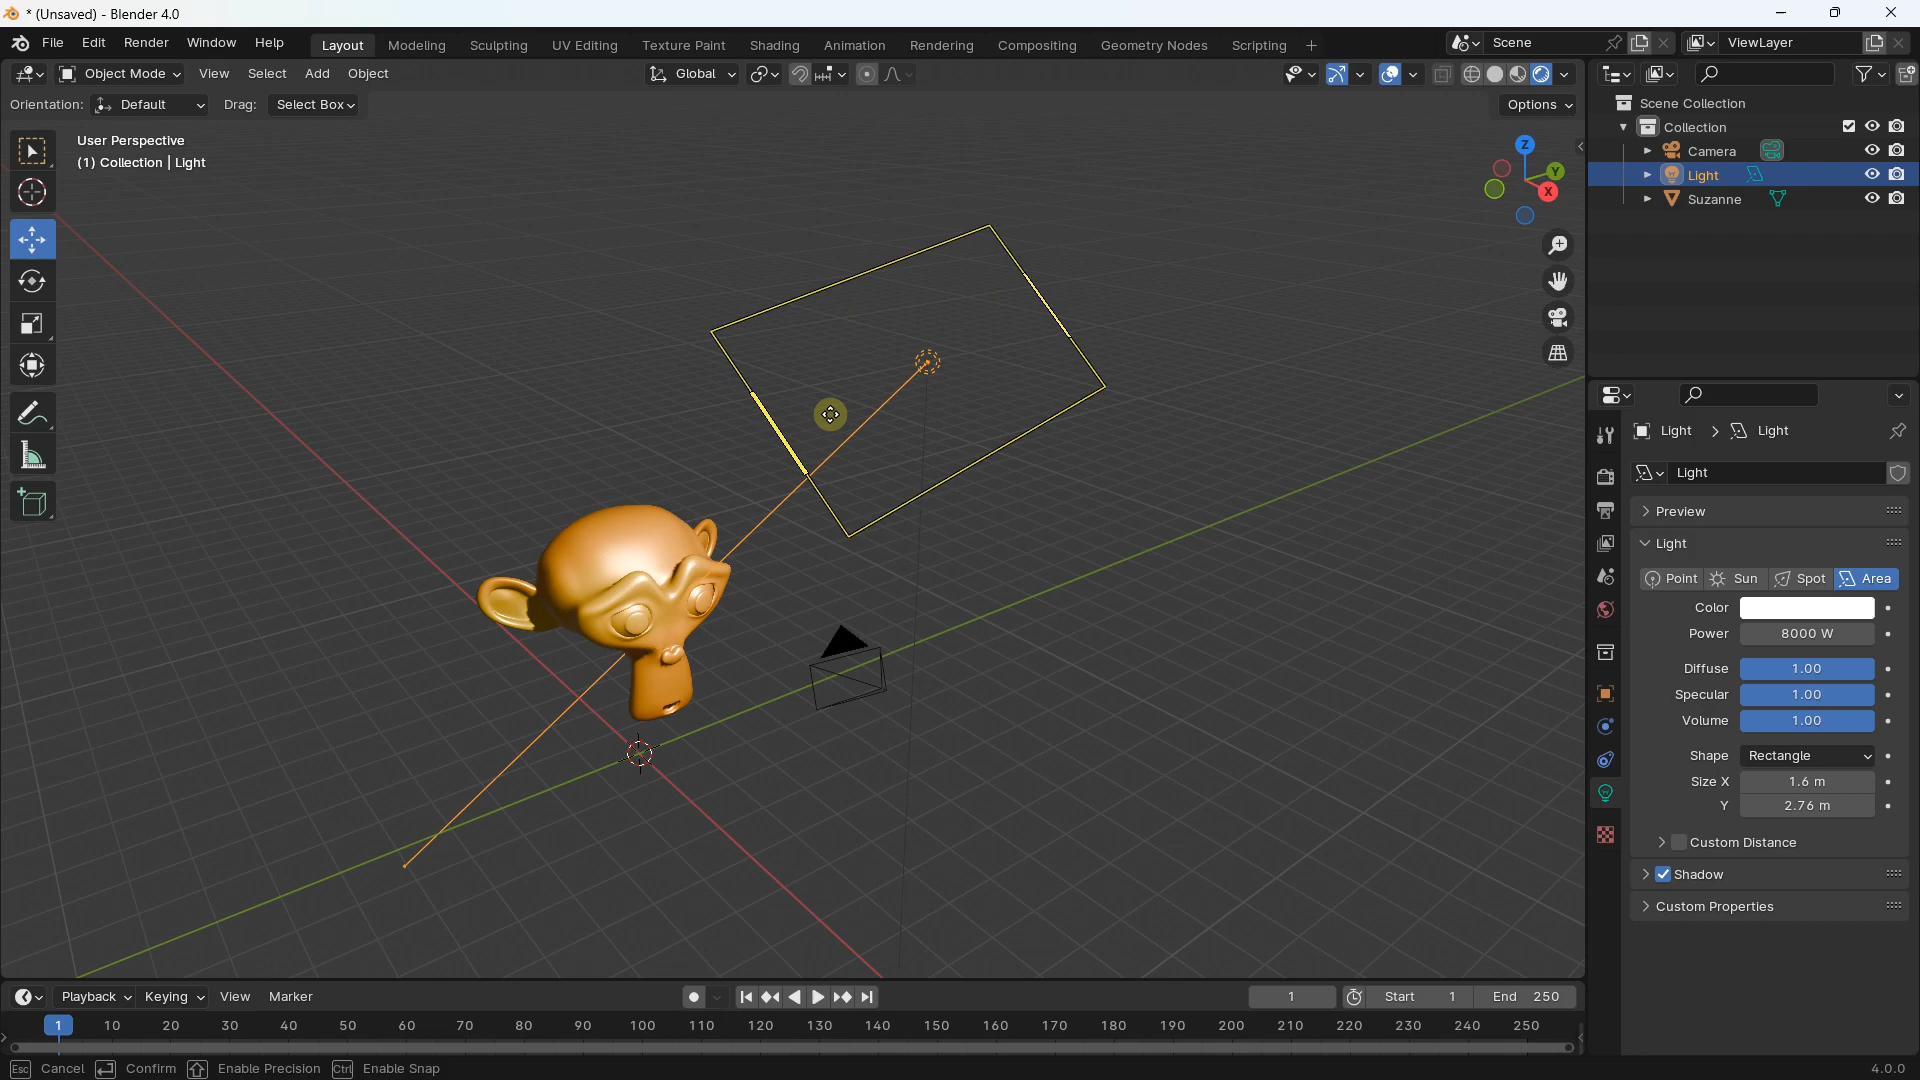 * (Unsaved) - Blender 4.0
File Edit Render Window Help Layout Modeling Sculpting UV Editing Texture Paint Shading Animation Rendering Compositing Geometry Nodes Scripting + Scene ViewLayer
Object Mode View Select Add Object Global
Orientation: Default Drag: Select Box Options
User Perspective
(1) Collection | Light
Z
Y
X
Scene Collection
Collection
Camera
Light
Suzanne
Light > Light
Light
Preview
Light
Point Sun Spot Area
Color
Power 8000 W
Diffuse 1.00
Specular 1.00
Volume 1.00
Shape Rectangle
Size X 1.6 m
Y 2.76 m
Custom Distance
Shadow
Custom Properties
Playback Keying View Marker 1 Start 1 End 250
1 10 20 30 40 50 60 70 80 90 100 110 120 130 140 150 160 170 180 190 200 210 220 230 240 250
Esc Cancel Confirm Enable Precision Ctrl Enable Snap 4.0.0